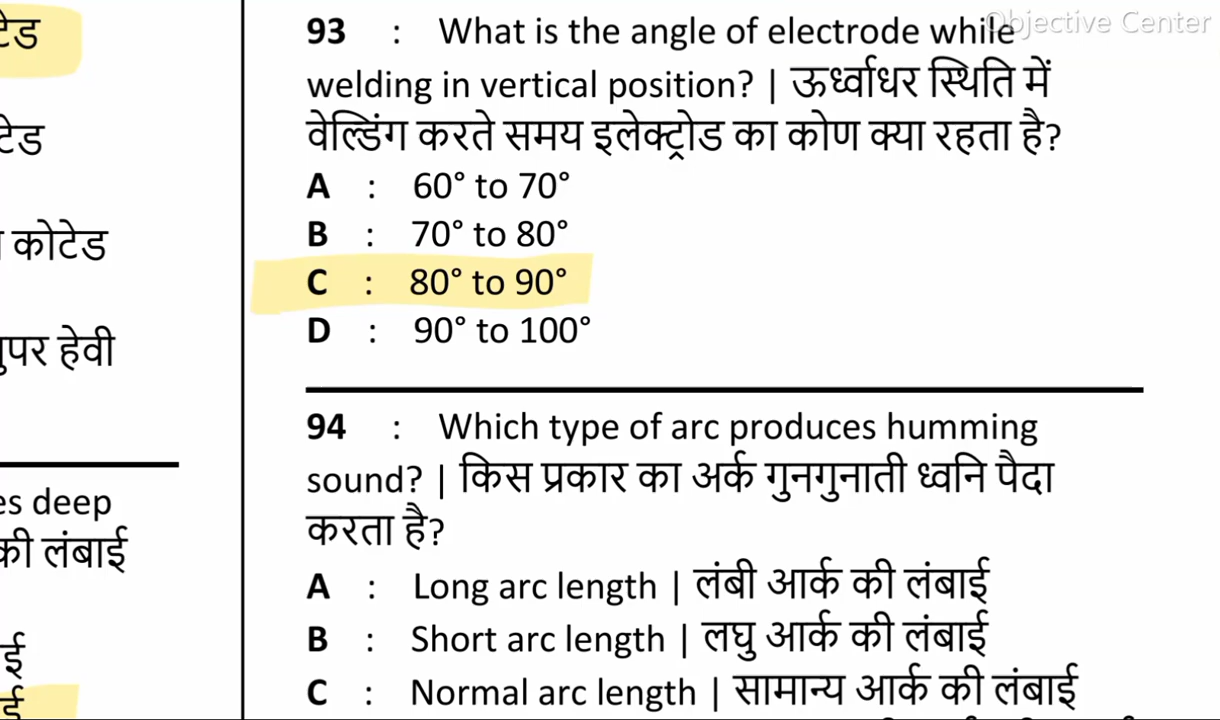 Objective Center
टेड
टेड
कोटेड
सुपर हेवी
es deep
की लंबाई
ई
ई
93 : What is the angle of electrode while
welding in vertical position? | ऊर्ध्वाधर स्थिति में
वेल्डिंग करते समय इलेक्ट्रोड का कोण क्या रहता है?
A : 60° to 70°
B : 70° to 80°
C : 80° to 90°
D : 90° to 100°
94 : Which type of arc produces humming
sound? | किस प्रकार का अर्क गुनगुनाती ध्वनि पैदा
करता है?
A : Long arc length | लंबी आर्क की लंबाई
B : Short arc length | लघु आर्क की लंबाई
C : Normal arc length | सामान्य आर्क की लंबाई